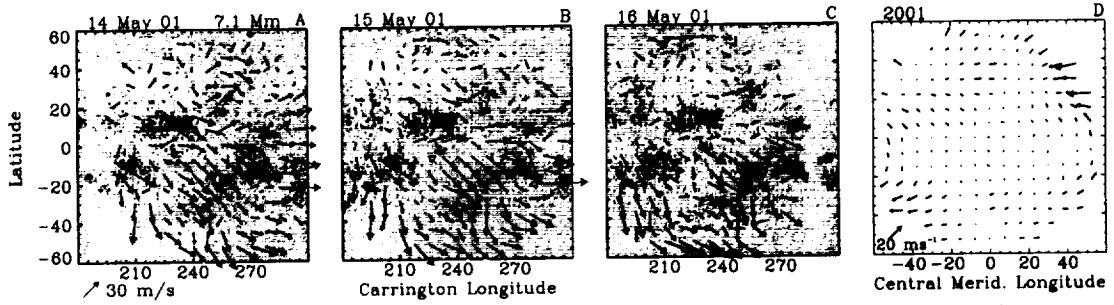 14 May 01 7.1 Mm A
15 May 01 B
16 May 01 C
2001 D
60
40
20
0
-20
-40
-60
Latitude
20 ms⁻¹
210 240 270
210 240 270
210 240 270
-40 -20 0 20 40
30 m/s
Carrington Longitude
Central Merid. Longitude